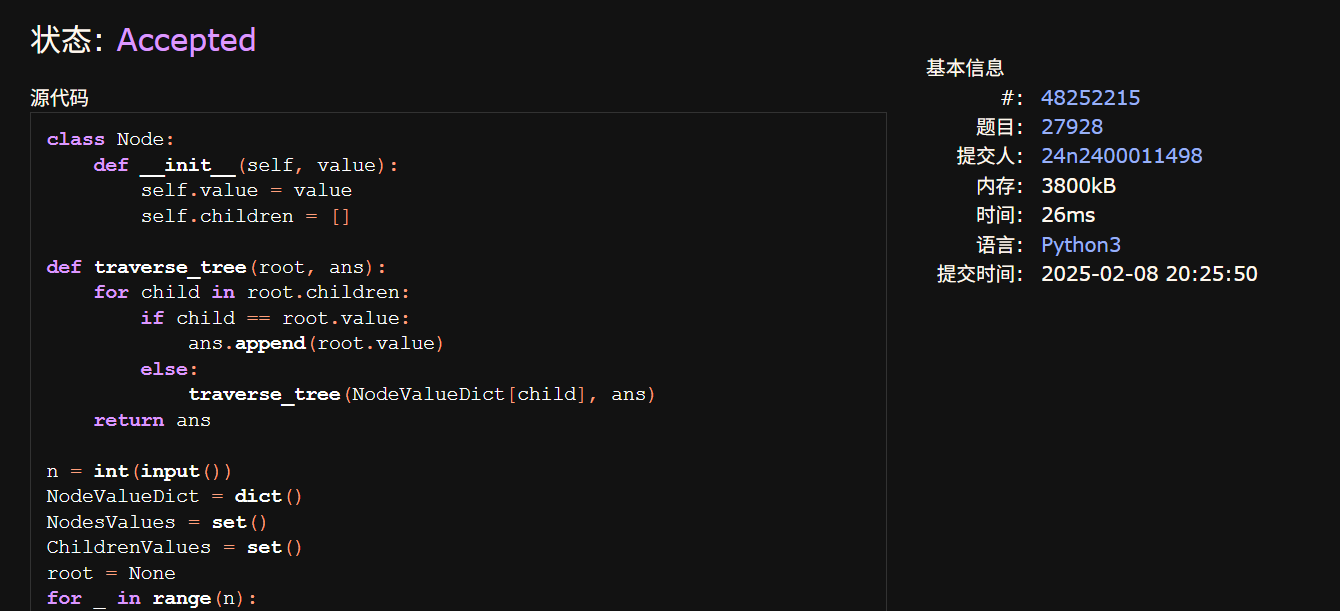 状态: Accepted
源代码
class Node:
    def __init__(self, value):
        self.value = value
        self.children = []

def traverse_tree(root, ans):
    for child in root.children:
        if child == root.value:
            ans.append(root.value)
        else:
            traverse_tree(NodeValueDict[child], ans)
    return ans

n = int(input())
NodeValueDict = dict()
NodesValues = set()
ChildrenValues = set()
root = None
for _ in range(n):
基本信息
#: 48252215
题目: 27928
提交人: 24n2400011498
内存: 3800kB
时间: 26ms
语言: Python3
提交时间: 2025-02-08 20:25:50